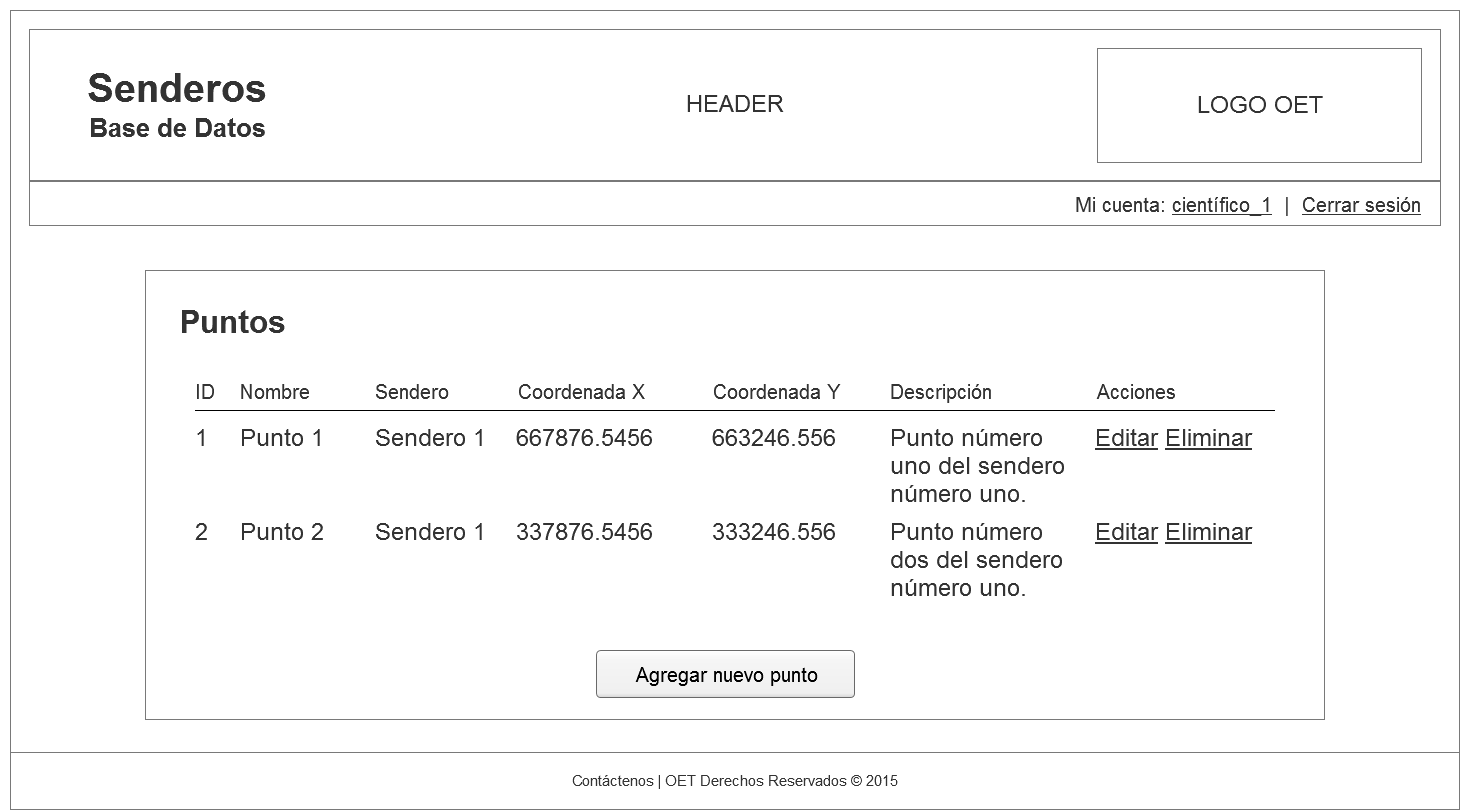 Senderos
Base de Datos
HEADER
LOGO OET
Mi cuenta: científico_1 | Cerrar sesión
Puntos
ID Nombre Sendero Coordenada X Coordenada Y Descripción Acciones
1 Punto 1 Sendero 1 667876.5456 663246.556 Punto número Editar Eliminar
uno del sendero
número uno.
2 Punto 2 Sendero 1 337876.5456 333246.556 Punto número Editar Eliminar
dos del sendero
número uno.
Agregar nuevo punto
Contáctenos | OET Derechos Reservados © 2015